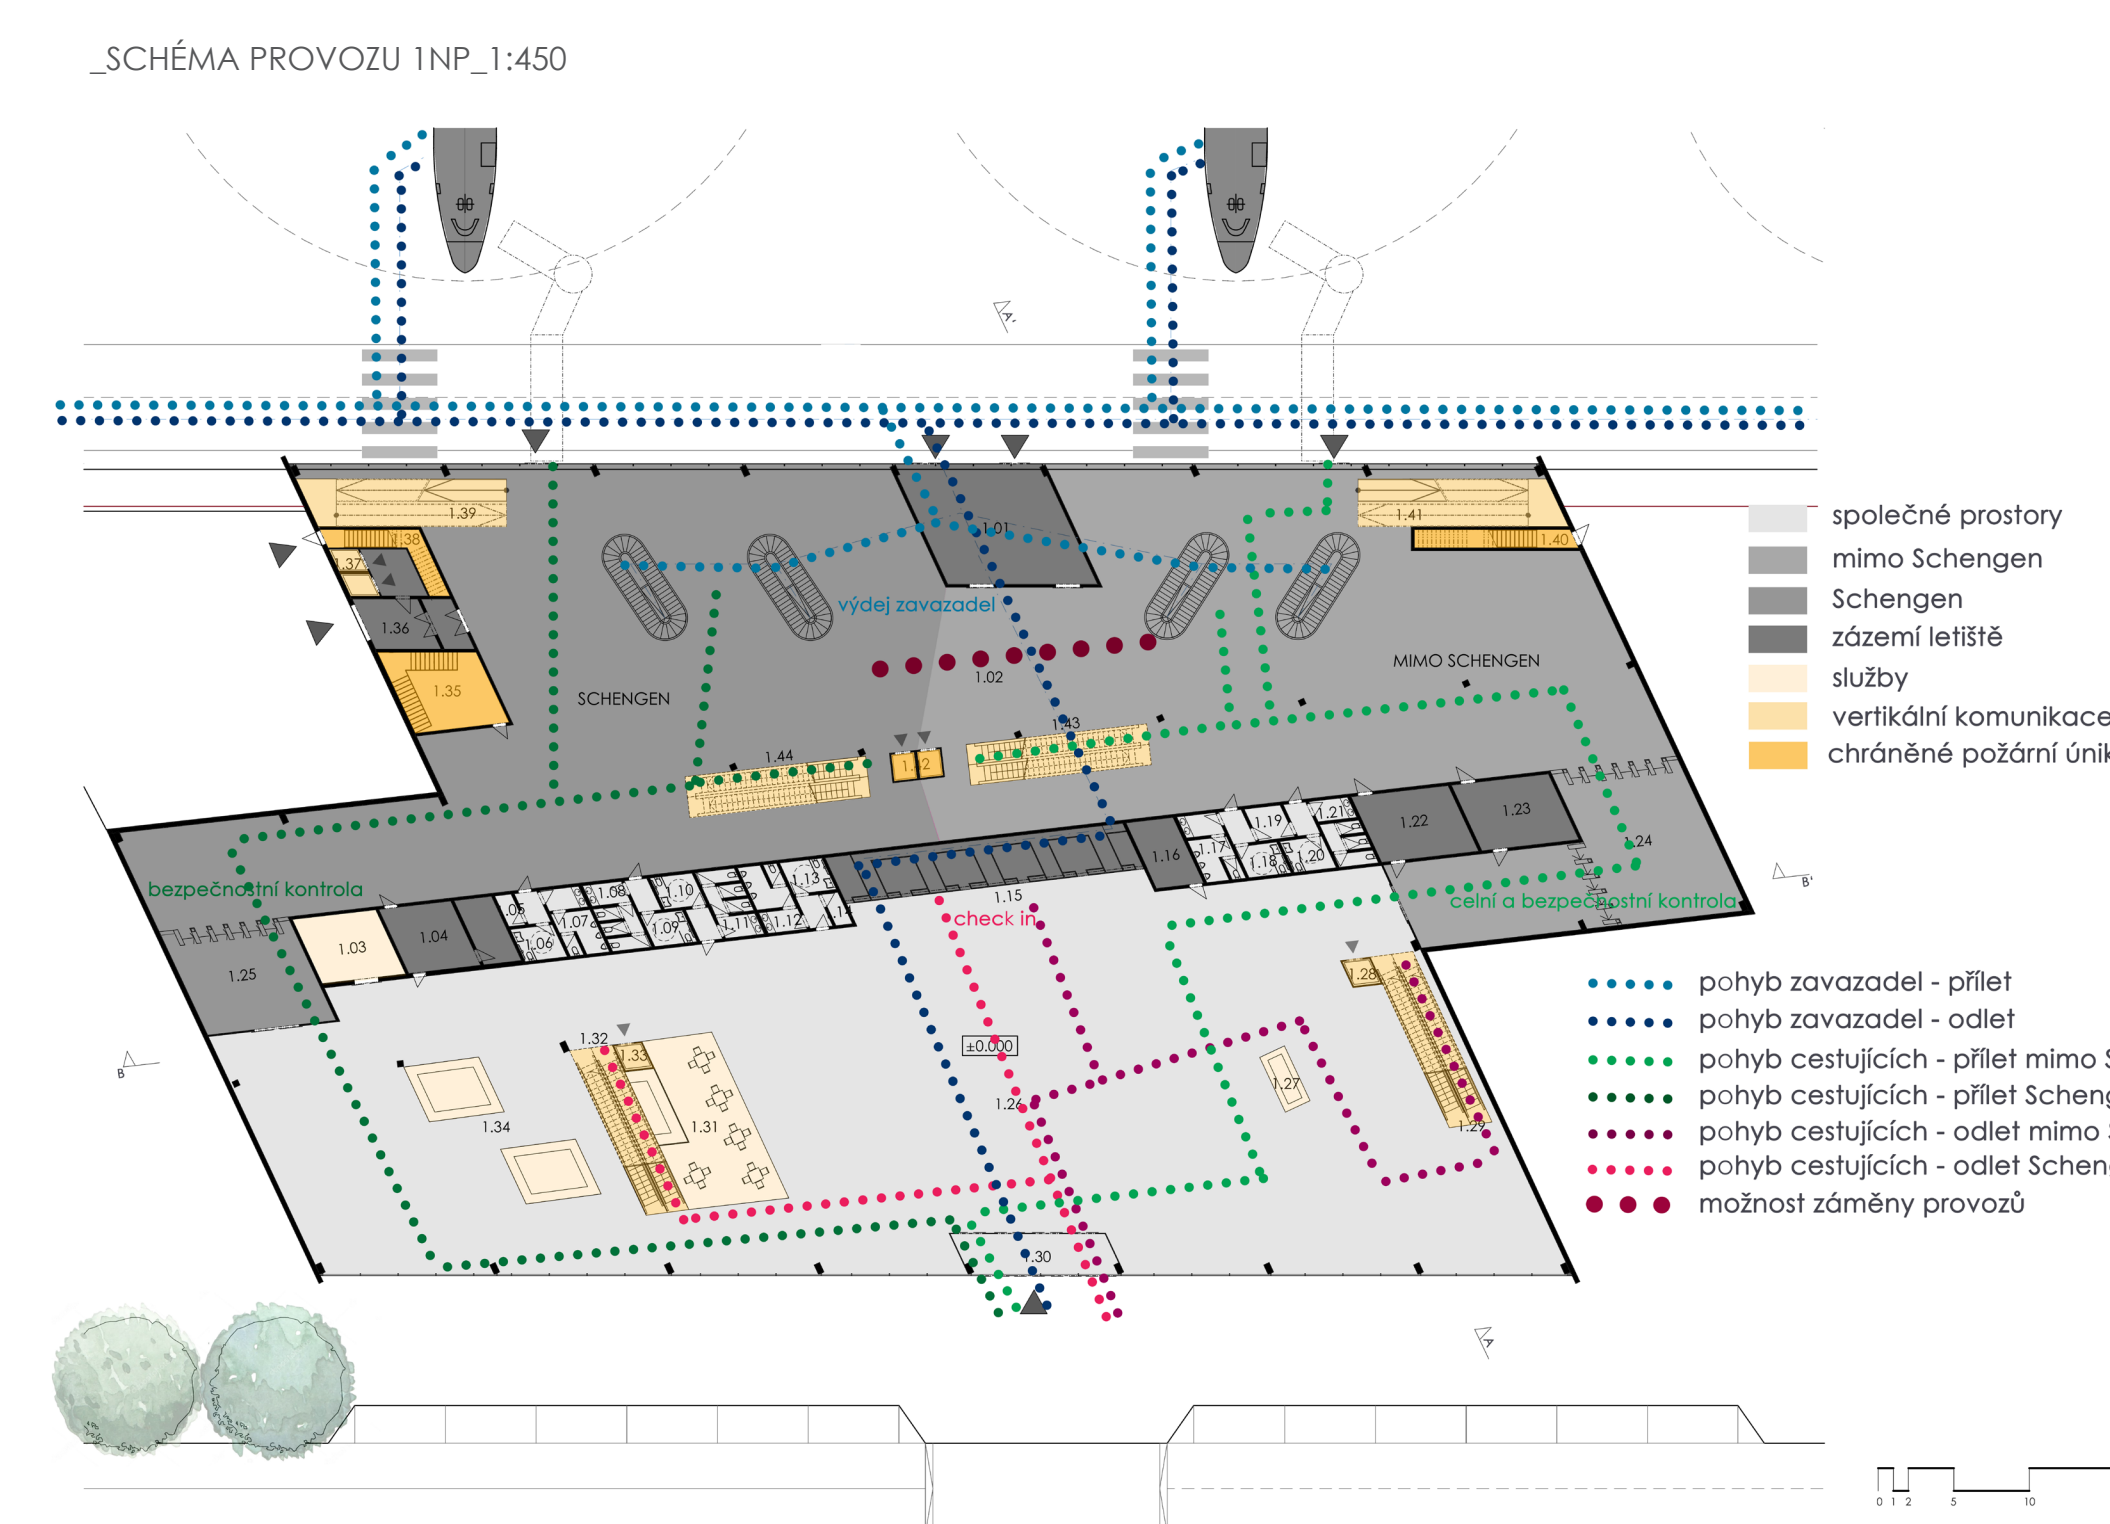 _SCHÉMA PROVOZU 1NP_1:450
A'
1.39
1.38
1.37
1.36
1.35
1.01
1.41
1.40
výdej zavazadel
1.02
SCHENGEN
MIMO SCHENGEN
1.44
1.42
1.43
společné prostory
mimo Schengen
Schengen
zázemí letiště
služby
vertikální komunikace
chráněné požární únik
bezpečnostní kontrola
1.25
1.03
1.04
1.06
1.07
1.08
1.09
1.10
1.11
1.12
1.13
1.15
check in
1.16
1.17
1.18
1.19
1.20
1.21
1.22
1.23
1.24
celní a bezpečnostní kontrola
B'
B
1.28
1.29
1.27
±0.000
1.26
1.32
1.33
1.31
1.34
1.30
A
pohyb zavazadel - přílet
pohyb zavazadel - odlet
pohyb cestujících - přílet mimo S
pohyb cestujících - přílet Scheng
pohyb cestujících - odlet mimo S
pohyb cestujících - odlet Schen
možnost záměny provozů
0 1 2 5 10